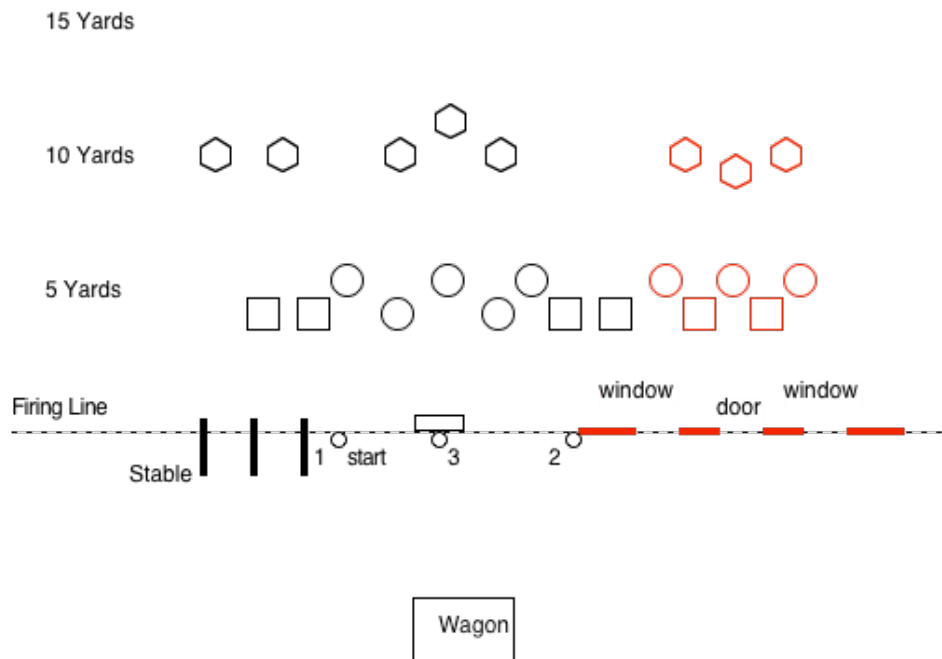 15 Yards
10 Yards
5 Yards
window
window
door
Firing Line
1
start
3
2
Stable
Wagon